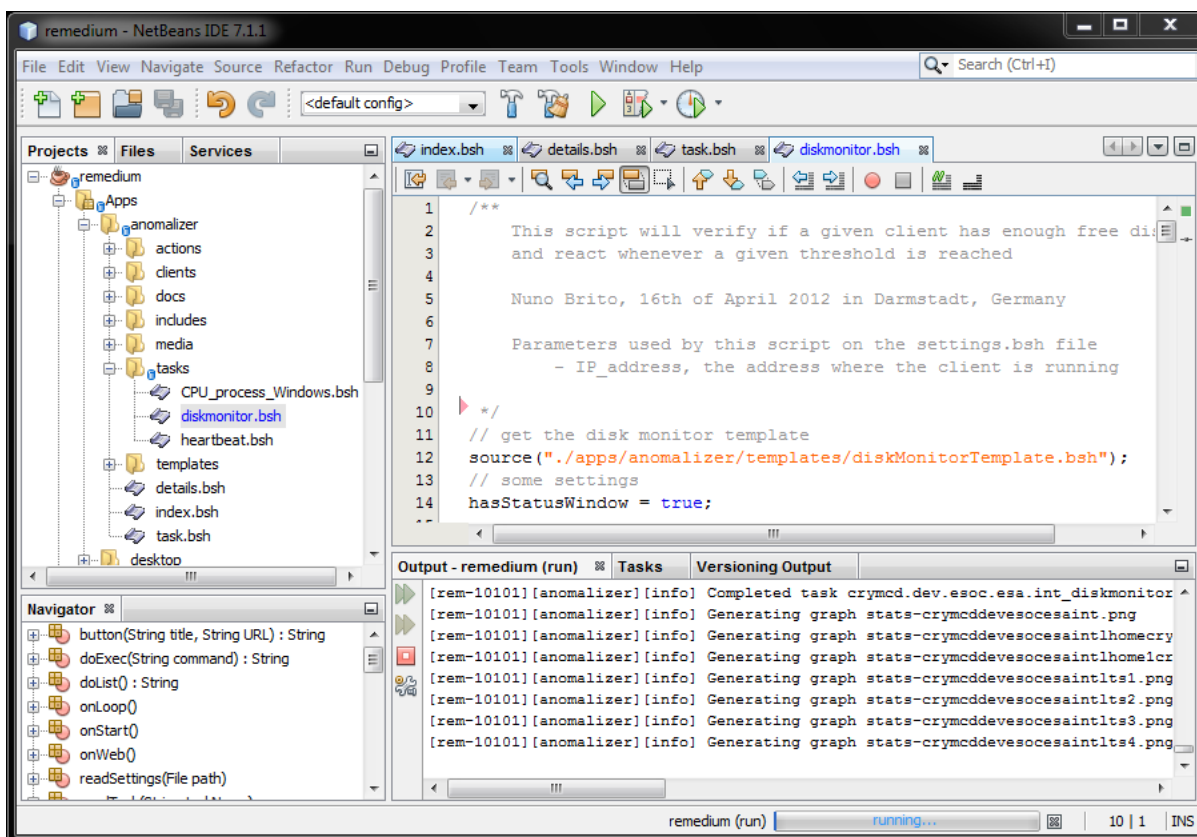 remedium - NetBeans IDE 7.1.1
File Edit View Navigate Source Refactor Run Debug Profile Team Tools Window Help
Search (Ctrl+I)
<default config>
Projects Files Services
remedium
Apps
anomalizer
actions
clients
docs
includes
media
tasks
CPU_process_Windows.bsh
diskmonitor.bsh
heartbeat.bsh
templates
details.bsh
index.bsh
task.bsh
desktop
Navigator
button(String title, String URL) : String
doExec(String command) : String
doList() : String
onLoop()
onStart()
onWeb()
readSettings(File path)
index.bsh details.bsh task.bsh diskmonitor.bsh
1 /**
2 This script will verify if a given client has enough free
3 and react whenever a given threshold is reached
4
5 Nuno Brito, 16th of April 2012 in Darmstadt, Germany
6
7 Parameters used by this script on the settings.bsh file
8 - IP_address, the address where the client is running
9
10 */
11 // get the disk monitor template
12 source("./apps/anomalizer/templates/diskMonitorTemplate.bsh");
13 // some settings
14 hasStatusWindow = true;
Output - remedium (run) Tasks Versioning Output
[rem-10101][anomalizer][info] Completed task crymcd.dev.esoc.esa.int_diskmonitor
[rem-10101][anomalizer][info] Generating graph stats-crymcddevesocesaint.png
[rem-10101][anomalizer][info] Generating graph stats-crymcddevesocesaintlhomecry
[rem-10101][anomalizer][info] Generating graph stats-crymcddevesocesaintlhome1cr
[rem-10101][anomalizer][info] Generating graph stats-crymcddevesocesaintlts1.png
[rem-10101][anomalizer][info] Generating graph stats-crymcddevesocesaintlts2.png
[rem-10101][anomalizer][info] Generating graph stats-crymcddevesocesaintlts3.png
[rem-10101][anomalizer][info] Generating graph stats-crymcddevesocesaintlts4.png
remedium (run) running... 10 | 1 INS